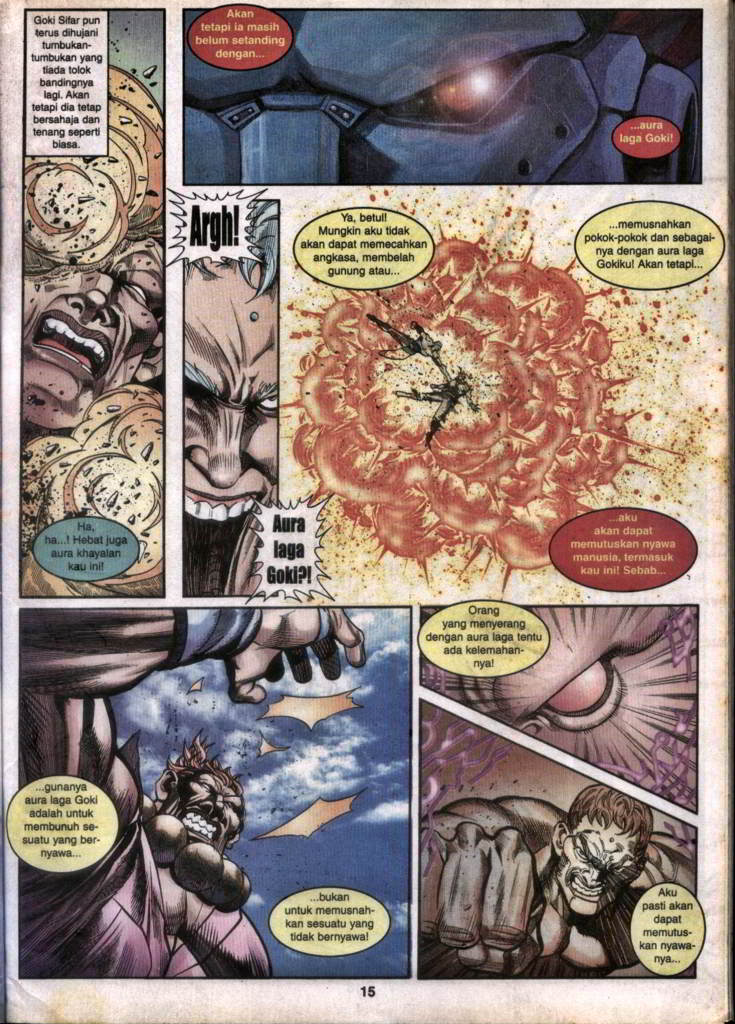 Goki Sifar pun
terus dihujani
tumbukan-
tumbukan yang
tiada tolok
bandingnya
lagi. Akan
tetapi dia tetap
bersahaja dan
tenang seperti
biasa.
Akan
tetapi ia masih
belum setanding
dengan...
...aura
laga Goki!
Ha,
ha...! Hebat juga
aura khayalan
kau ini!
Argh!
Aura
laga
Goki?!
Ya, betul!
Mungkin aku tidak
akan dapat memecahkan
angkasa, membelah
gunung atau...
...memusnahkan
pokok-pokok dan sebagai-
nya dengan aura laga
Gokiku! Akan tetapi...
...aku
akan dapat
memutuskan nyawa
manusia, termasuk
kau ini! Sebab...
...gunanya
aura laga Goki
adalah untuk
membunuh se-
suatu yang ber-
nyawa...
...bukan
untuk memusnah-
kan sesuatu yang
tidak bernyawa!
Orang
yang menyerang
dengan aura laga tentu
ada kelemahan-
nya!
Aku
pasti akan
dapat
memutus-
kan nyawa-
nya...
15